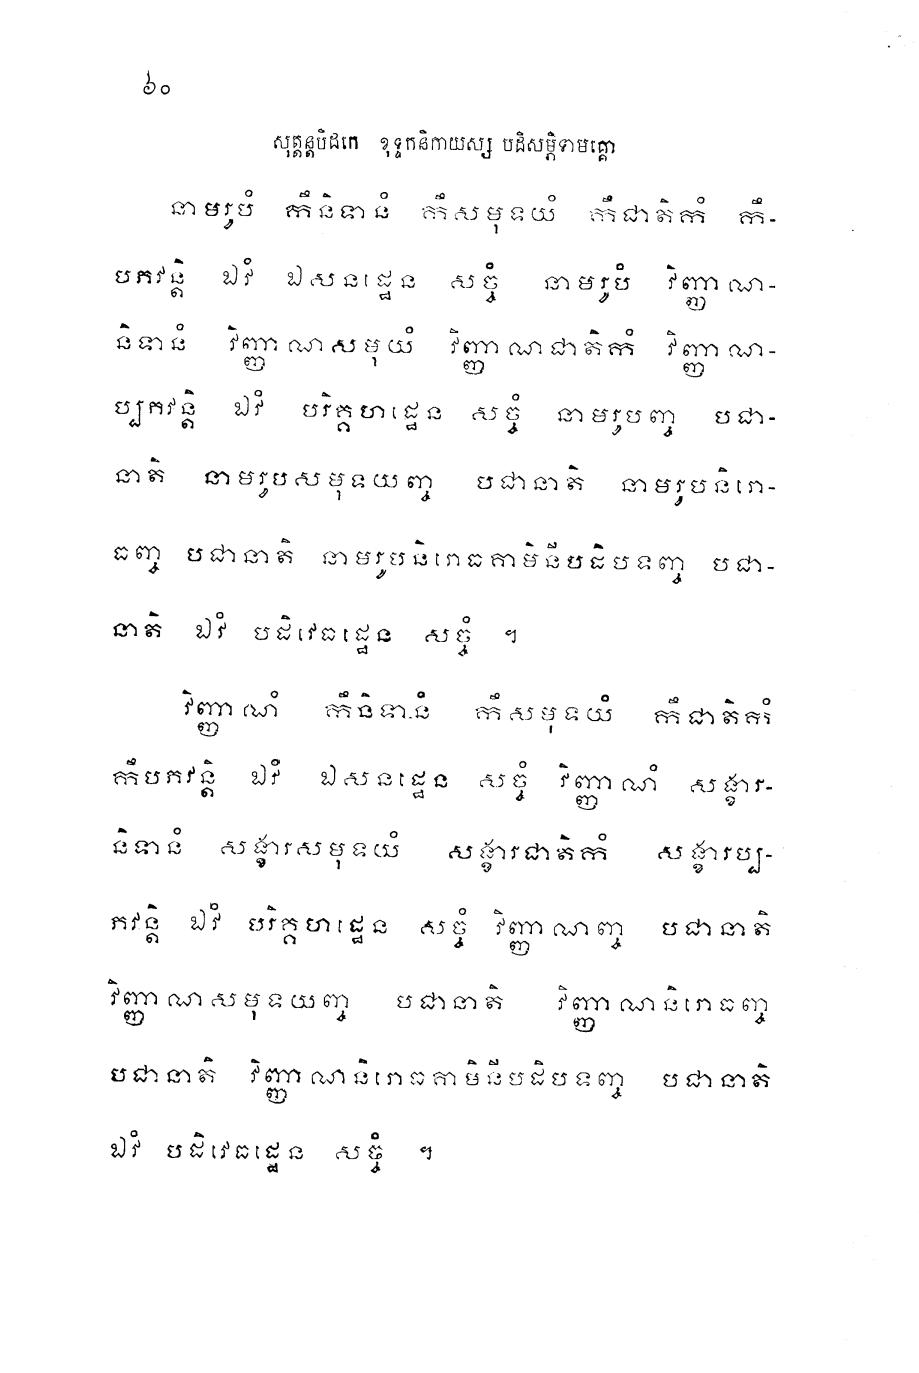 ៦០
សុត្តន្តបិដកេ ខុទ្ទកនិកាយស្ស បដិសម្ភិទាមគ្គោ
នាមរូបំ កឹនិទានំ កឹសមុទយំ កឹជាតិកំ កឹ-
បភវន្តិ ឯវំ ឯសនដ្ឋេន សច្ចំ នាមរូបំ វិញ្ញាណ-
និទានំ វិញ្ញាណសមុយំ វិញ្ញាណជាតិកំ វិញ្ញាណ-
ប្បភវន្តិ ឯវំ បរិគ្គហដ្ឋេន សច្ចំ នាមរូបញ្ច បជា-
នាតិ នាមរូបសមុទយញ្ច បជានាតិ នាមរូបនិរោ-
ធញ្ច បជានាតិ នាមរូបនិរោធគាមិនីបដិបទញ្ច បជា-
នាតិ ឯវំ បដិវេធដ្ឋេន សច្ចំ ។
វិញ្ញាណំ កឹនិទានំ កឹសមុទយំ កឹជាតិកំ
កឹបភវន្តិ ឯវំ ឯសនដ្ឋេន សច្ចំ វិញ្ញាណំ សង្ខារ-
និទានំ សង្ខារសមុទយំ សង្ខារជាតិកំ សង្ខារប្ប-
ភវន្តិ ឯវំ បរិគ្គហដ្ឋេន សច្ចំ វិញ្ញាណញ្ច បជានាតិ
វិញ្ញាណសមុទយញ្ច បជានាតិ វិញ្ញាណនិរោធញ្ច
បជានាតិ វិញ្ញាណនិរោធគាមិនីបដិបទញ្ច បជានាតិ
ឯវំ បដិវេធដ្ឋេន សច្ចំ ។